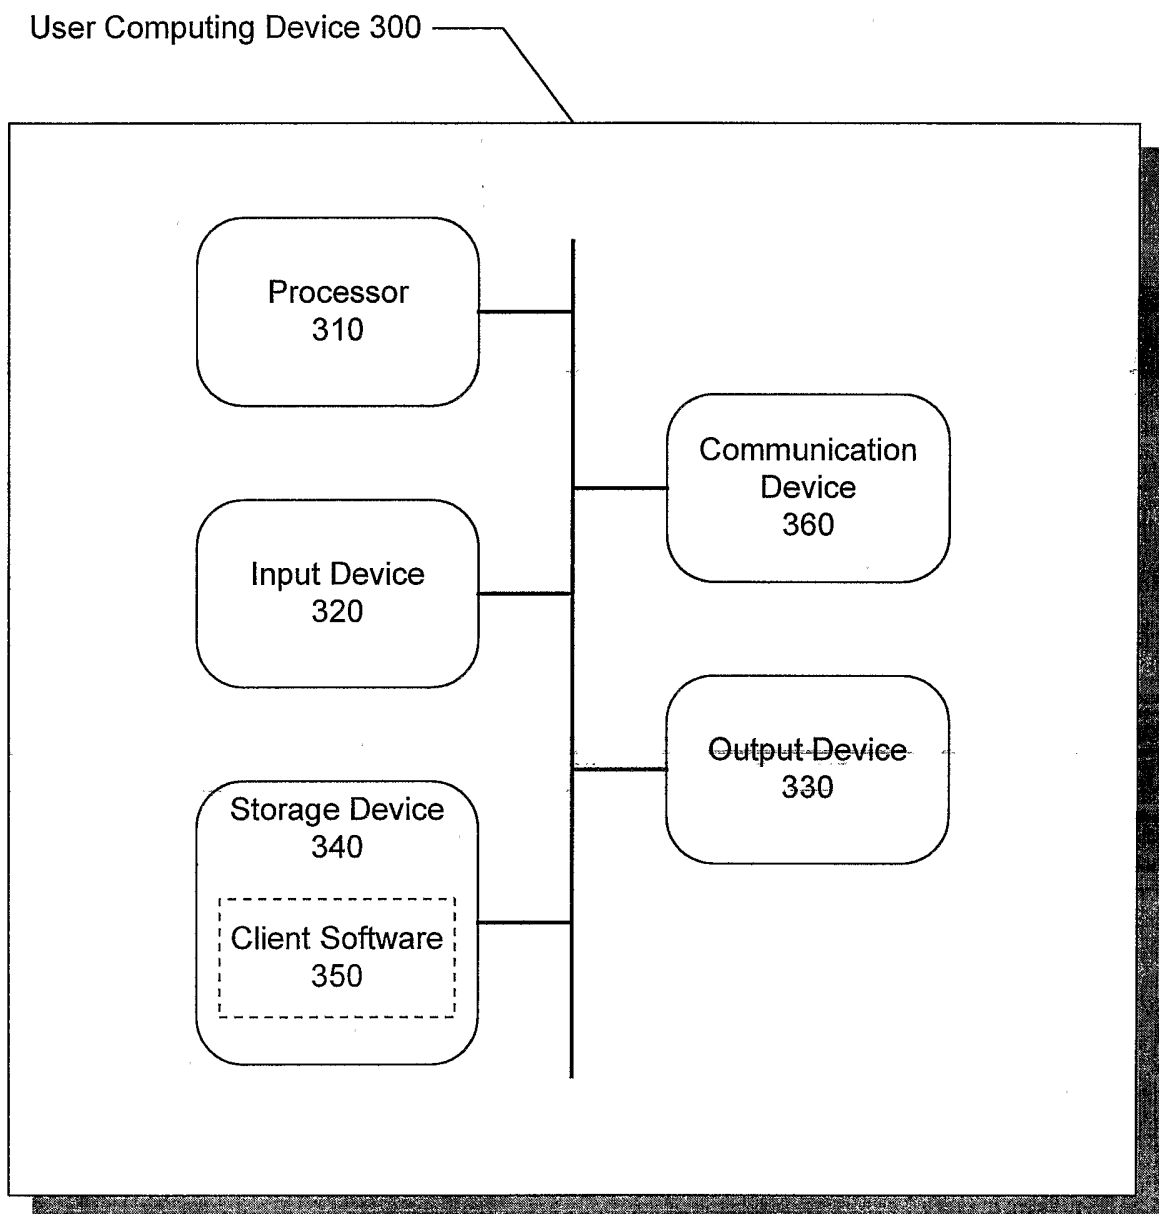 User Computing Device 300
Processor
310
Communication
Device
360
Input Device
320
Output Device
330
Storage Device
340
Client Software
350